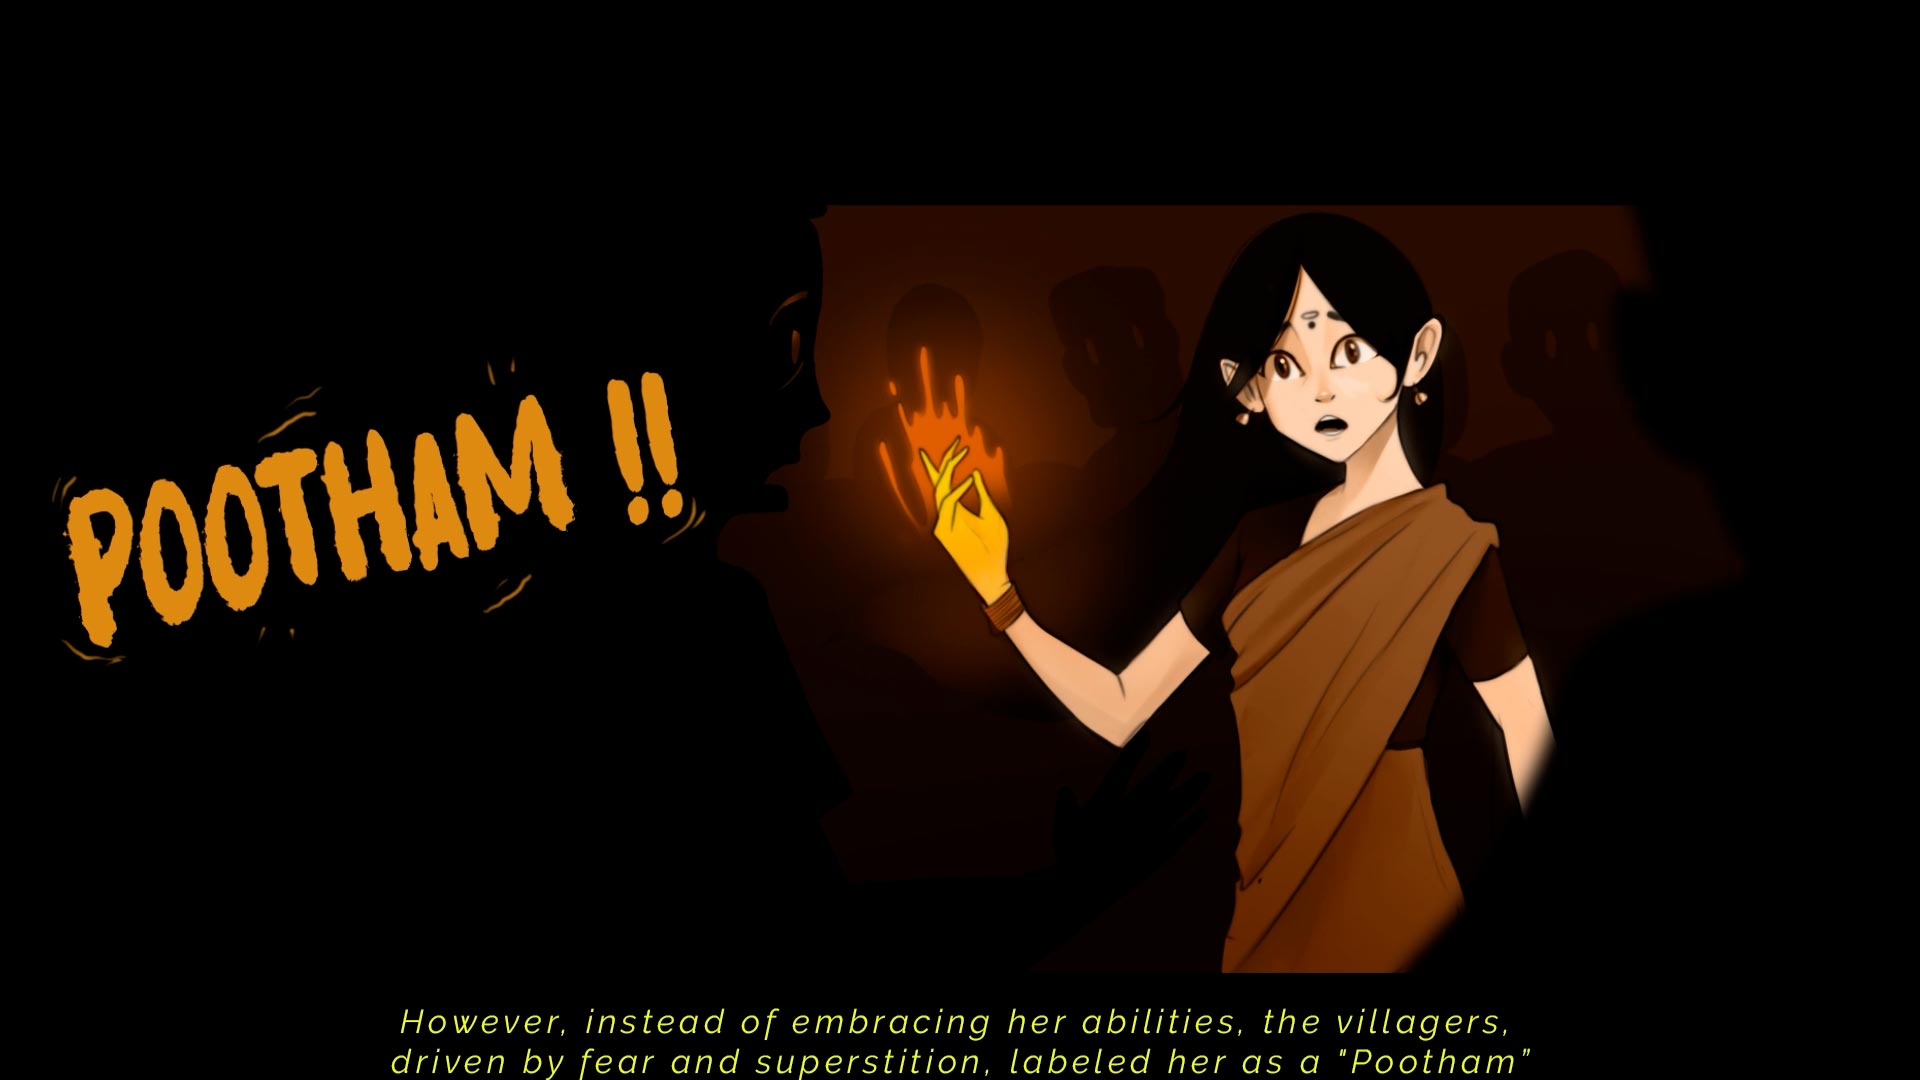 POOTHAM !!
However, instead of embracing her abilities, the villagers,
driven by fear and superstition, labeled her as a "Pootham”